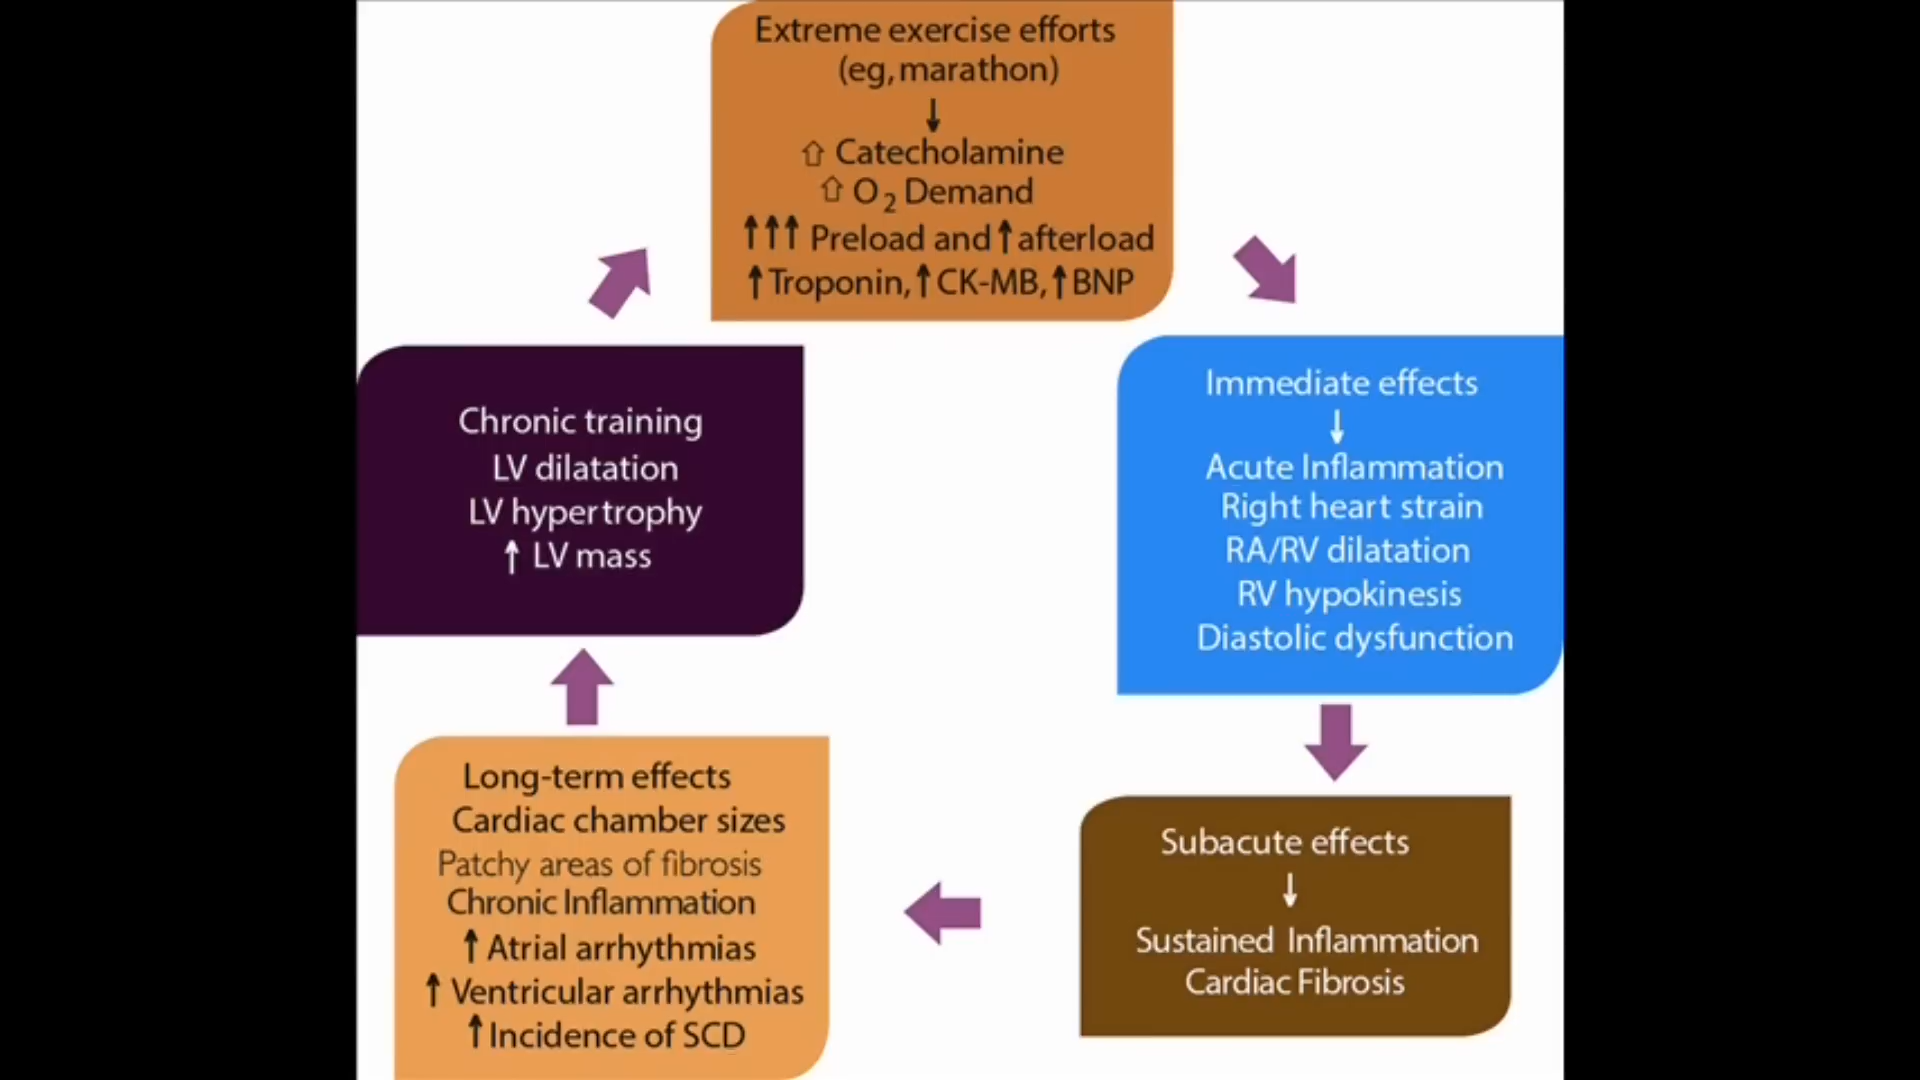 Extreme exercise efforts
(eg, marathon)
↓
⇧ Catecholamine
⇧ O₂ Demand
↑↑↑ Preload and ↑ afterload
↑ Troponin, ↑ CK-MB, ↑ BNP
Immediate effects
↓
Acute Inflammation
Right heart strain
RA/RV dilatation
RV hypokinesis
Diastolic dysfunction
Subacute effects
↓
Sustained Inflammation
Cardiac Fibrosis
Long-term effects
Cardiac chamber sizes
Patchy areas of fibrosis
Chronic Inflammation
↑ Atrial arrhythmias
↑ Ventricular arrhythmias
↑ Incidence of SCD
Chronic training
LV dilatation
LV hypertrophy
↑ LV mass